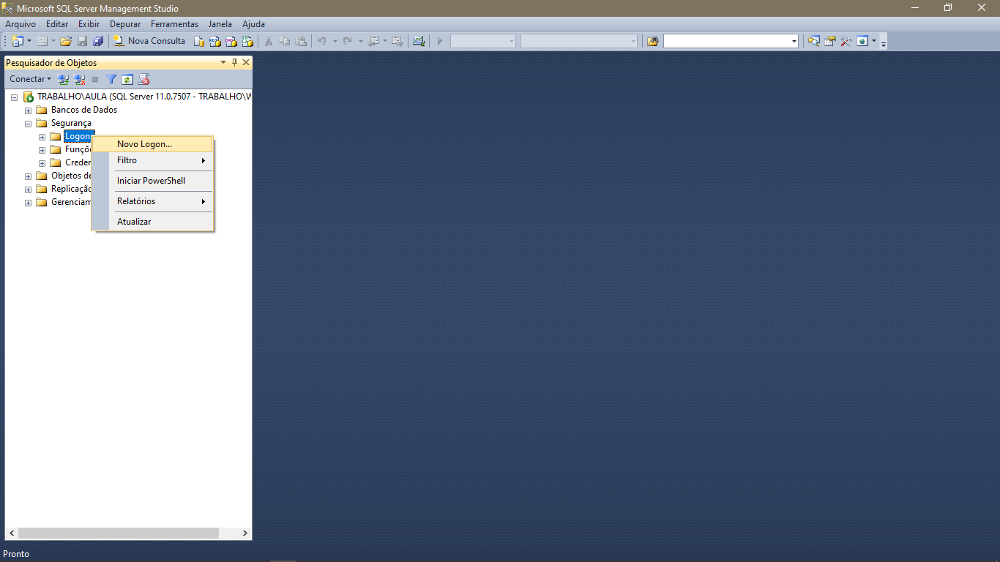 Microsoft SQL Server Management Studio
Arquivo Editar Exibir Depurar Ferramentas Janela Ajuda
Nova Consulta
Pesquisador de Objetos
Conectar
TRABALHO\AULA (SQL Server 11.0.7507 - TRABALHO\
Bancos de Dados
Segurança
Logon
Novo Logon...
Funçõ
Filtro
Creden
Objetos de
Iniciar PowerShell
Replicação
Gerenciam
Relatórios
Atualizar
Pronto